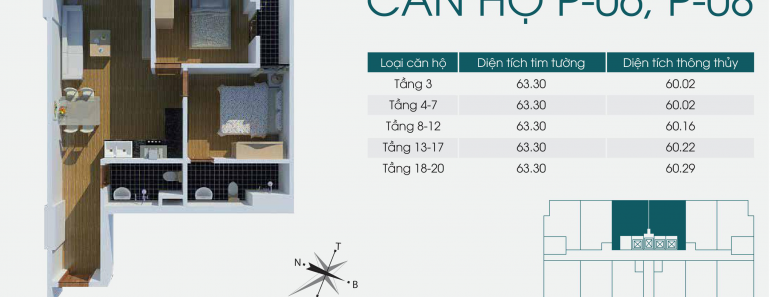 CĂN HỘ P-06, P-08
Loại căn hộ Diện tích tim tường Diện tích thông thủy
Tầng 3 63.30 60.02
Tầng 4-7 63.30 60.02
Tầng 8-12 63.30 60.16
Tầng 13-17 63.30 60.22
Tầng 18-20 63.30 60.29
T
N
B